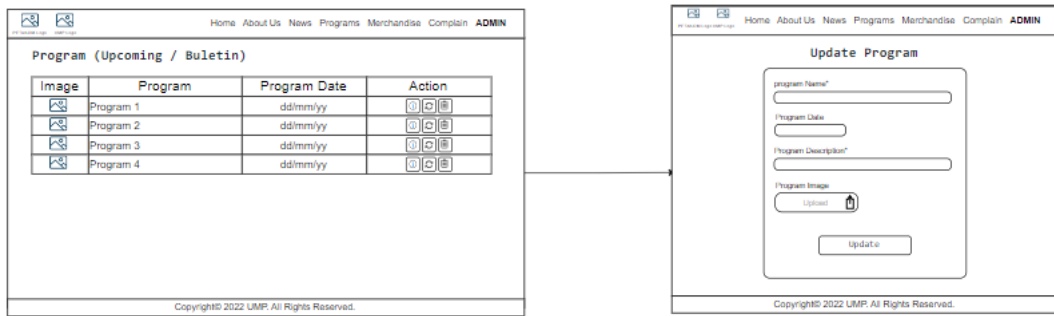 Home About Us News Programs Merchandise Complain ADMIN
Program (Upcoming / Buletin)
Image Program Program Date Action
Program 1 dd/mm/yy
Program 2 dd/mm/yy
Program 3 dd/mm/yy
Program 4 dd/mm/yy
Copyright© 2022 UMP. All Rights Reserved.
Home About Us News Programs Merchandise Complain ADMIN
Update Program
program Name*
Program Date
Program Description*
Program Image
Upload
Update
Copyright© 2022 UMP. All Rights Reserved.